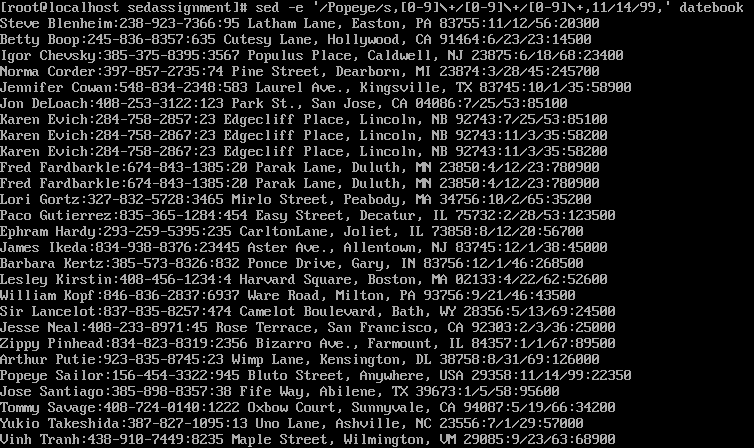 [root@localhost sedassignment]# sed -e '/Popeye/s,[0-9]\+/[0-9]\+/[0-9]\+,11/14/99,' datebook
Steve Blenheim:238-923-7366:95 Latham Lane, Easton, PA 83755:11/12/56:20300
Betty Boop:245-836-8357:635 Cutesy Lane, Hollywood, CA 91464:6/23/23:14500
Igor Chevsky:385-375-8395:3567 Populus Place, Caldwell, NJ 23875:6/18/68:23400
Norma Corder:397-857-2735:74 Pine Street, Dearborn, MI 23874:3/28/45:245700
Jennifer Cowan:548-834-2348:583 Laurel Ave., Kingsville, TX 83745:10/1/35:58900
Jon DeLoach:408-253-3122:123 Park St., San Jose, CA 04086:7/25/53:85100
Karen Evich:284-758-2857:23 Edgecliff Place, Lincoln, NB 92743:7/25/53:85100
Karen Evich:284-758-2867:23 Edgecliff Place, Lincoln, NB 92743:11/3/35:58200
Karen Evich:284-758-2867:23 Edgecliff Place, Lincoln, NB 92743:11/3/35:58200
Fred Fardbarkle:674-843-1385:20 Parak Lane, Duluth, MN 23850:4/12/23:780900
Fred Fardbarkle:674-843-1385:20 Parak Lane, Duluth, MN 23850:4/12/23:780900
Lori Gortz:327-832-5728:3465 Mirlo Street, Peabody, MA 34756:10/2/65:35200
Paco Gutierrez:835-365-1284:454 Easy Street, Decatur, IL 75732:2/28/53:123500
Ephram Hardy:293-259-5395:235 CarltonLane, Joliet, IL 73858:8/12/20:56700
James Ikeda:834-938-8376:23445 Aster Ave., Allentown, NJ 83745:12/1/38:45000
Barbara Kertz:385-573-8326:832 Ponce Drive, Gary, IN 83756:12/1/46:268500
Lesley Kirstin:408-456-1234:4 Harvard Square, Boston, MA 02133:4/22/62:52600
William Kopf:846-836-2837:6937 Ware Road, Milton, PA 93756:9/21/46:43500
Sir Lancelot:837-835-8257:474 Camelot Boulevard, Bath, WY 28356:5/13/69:24500
Jesse Neal:408-233-8971:45 Rose Terrace, San Francisco, CA 92303:2/3/36:25000
Zippy Pinhead:834-823-8319:2356 Bizarro Ave., Farmount, IL 84357:1/1/67:89500
Arthur Putie:923-835-8745:23 Wimp Lane, Kensington, DL 38758:8/31/69:126000
Popeye Sailor:156-454-3322:945 Bluto Street, Anywhere, USA 29358:11/14/99:22350
Jose Santiago:385-898-8357:38 Fife Way, Abilene, TX 39673:1/5/58:95600
Tommy Savage:408-724-0140:1222 Oxbow Court, Sunnyvale, CA 94087:5/19/66:34200
Yukio Takeshida:387-827-1095:13 Uno Lane, Ashville, NC 23556:7/1/29:57000
Vinh Tranh:438-910-7449:8235 Maple Street, Wilmington, VM 29085:9/23/63:68900